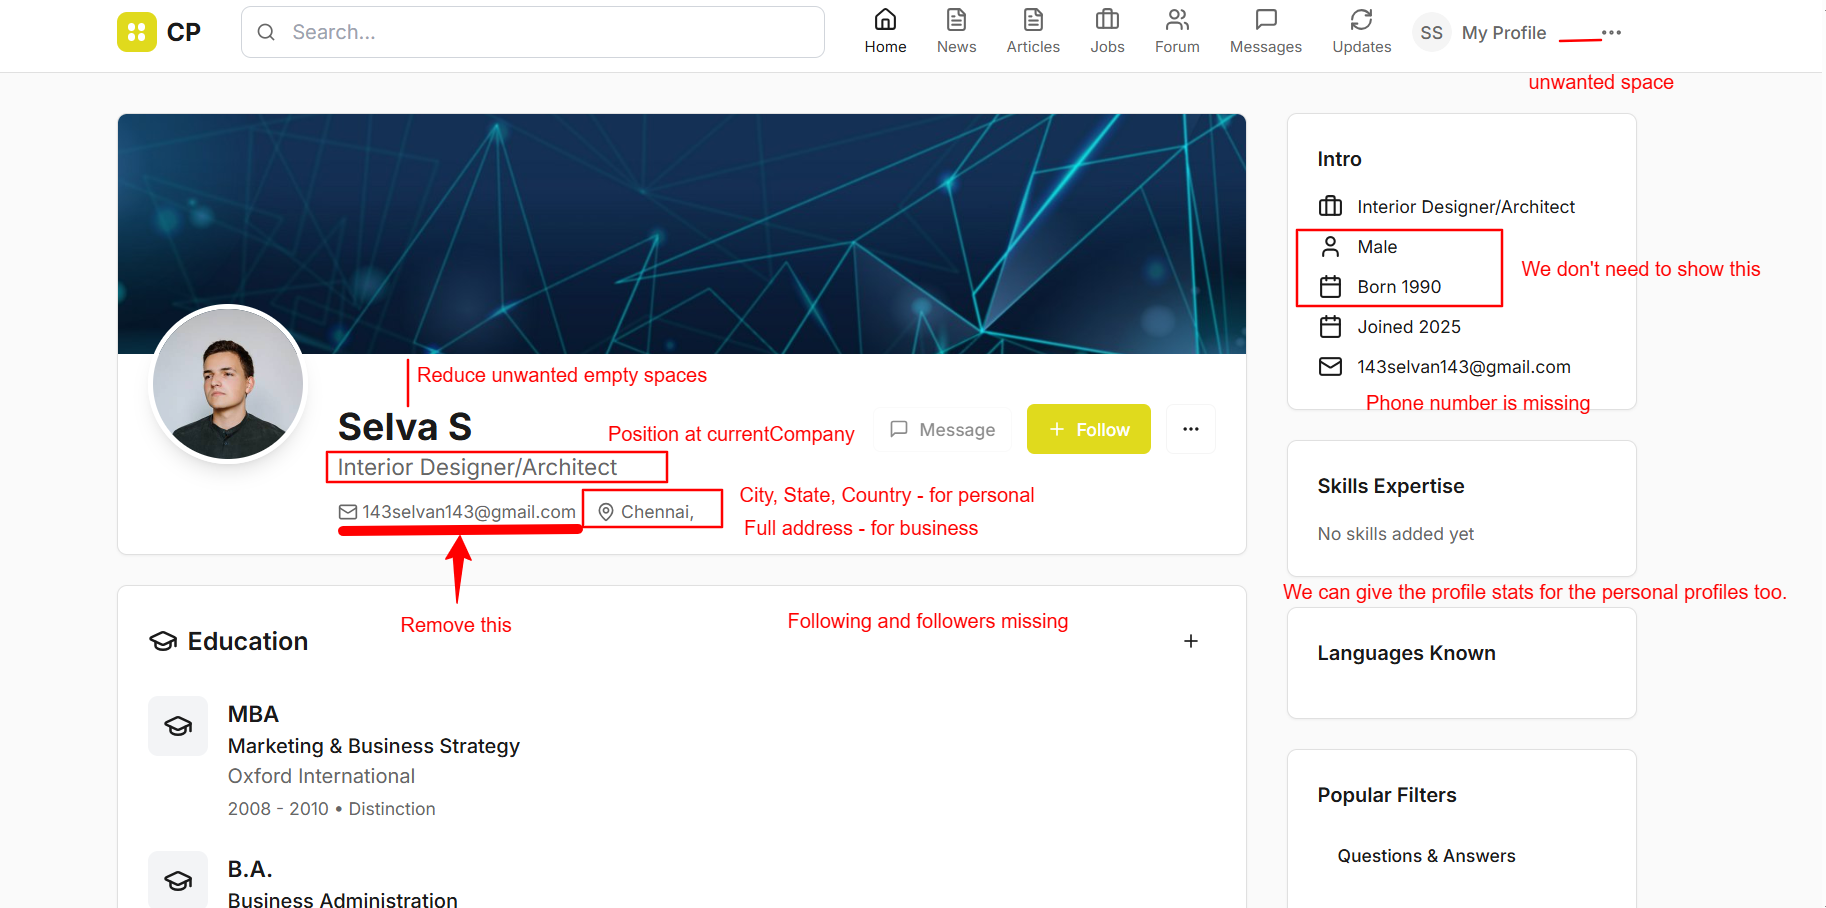 CP
Search...
Home
News
Articles
Jobs
Forum
Messages
Updates
SS
My Profile
unwanted space
Intro
Interior Designer/Architect
Male
Born 1990
We don't need to show this
Joined 2025
143selvan143@gmail.com
Phone number is missing
Reduce unwanted empty spaces
Selva S
Position at currentCompany
Message
+ Follow
Interior Designer/Architect
143selvan143@gmail.com
Chennai,
City, State, Country - for personal
Full address - for business
Remove this
Following and followers missing
Skills Expertise
No skills added yet
We can give the profile stats for the personal profiles too.
Languages Known
Popular Filters
Questions & Answers
Education
MBA
Marketing & Business Strategy
Oxford International
2008 - 2010 • Distinction
B.A.
Business Administration